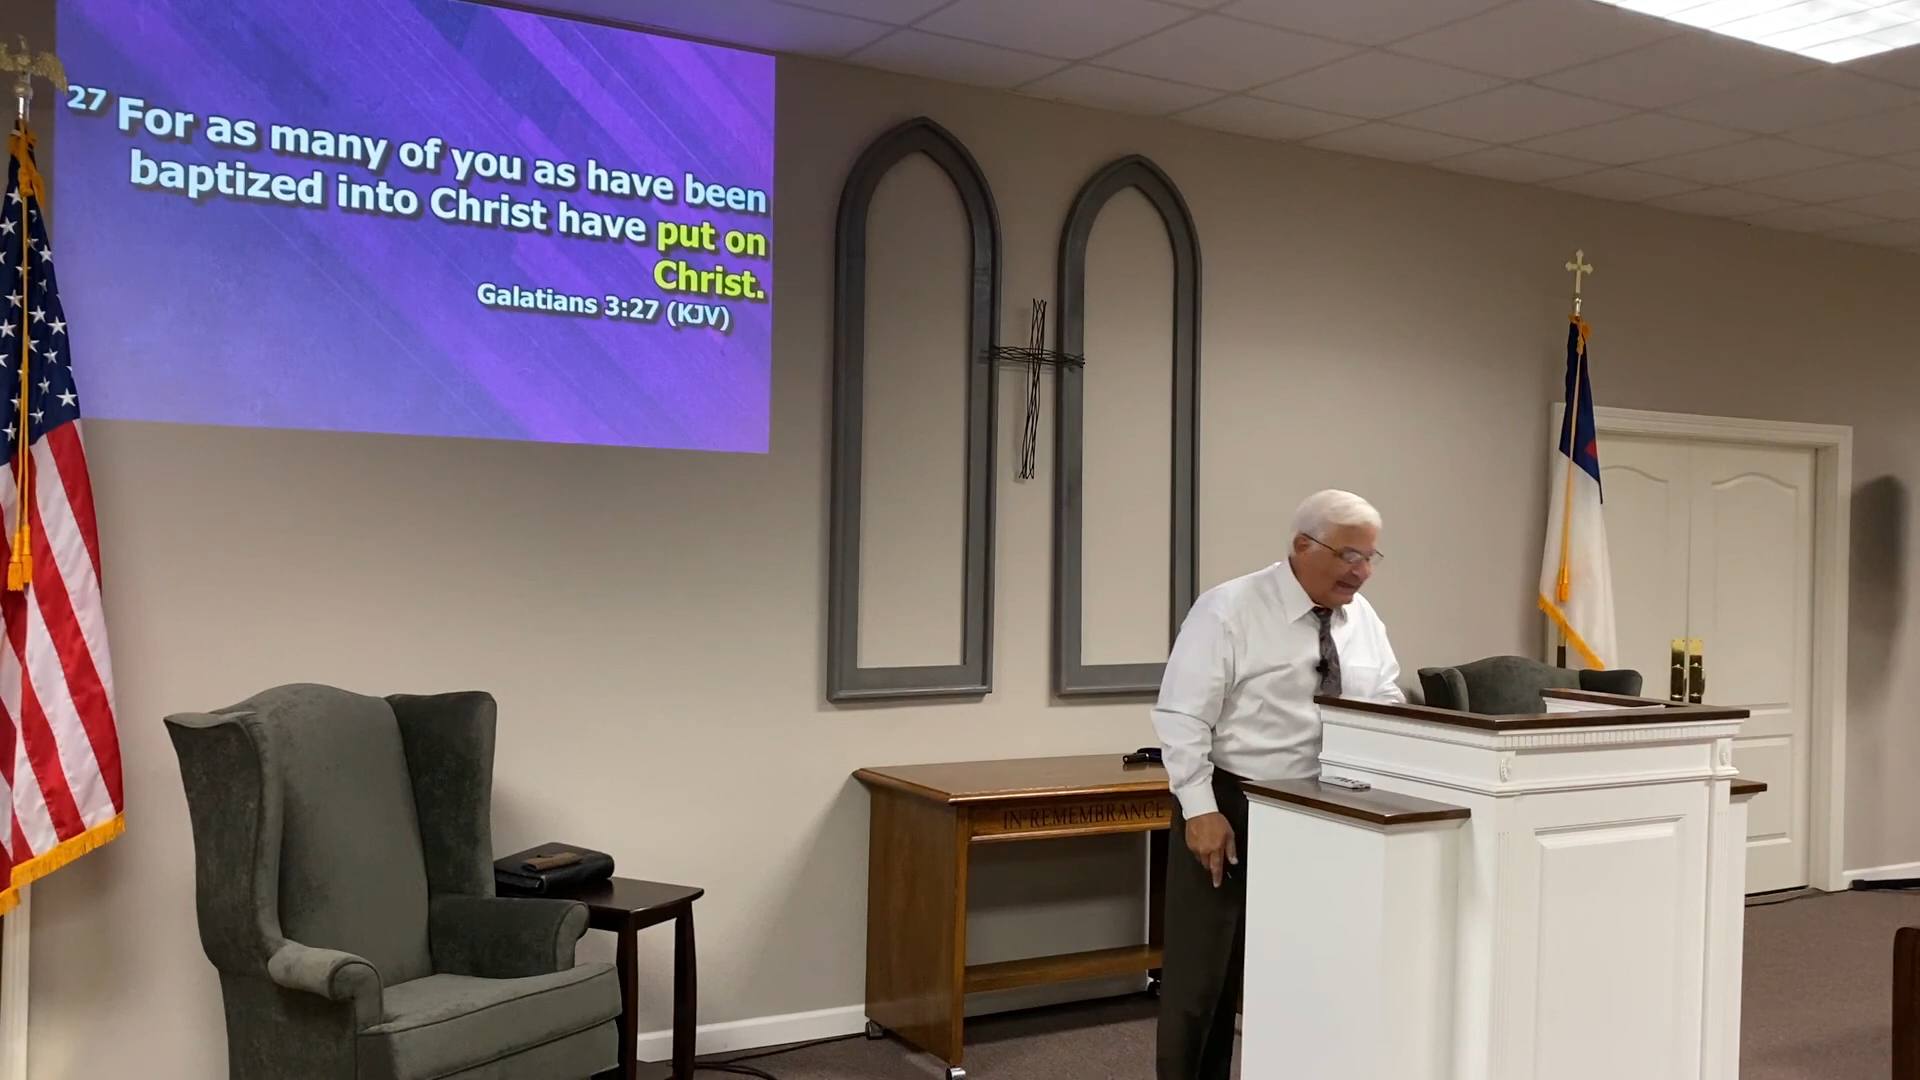 27 For as many of you as have been
baptized into Christ have put on
Christ.
Galatians 3:27 (KJV)
IN REMEMBRANCE